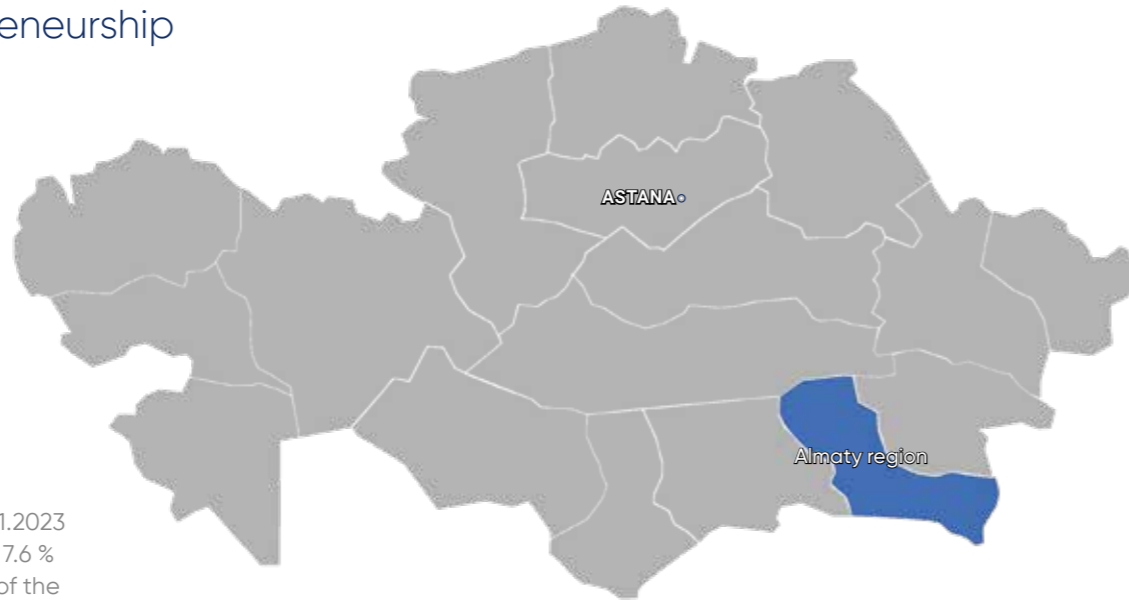 eneurship
ASTANA
Almaty region
1.2023
7.6 %
of the